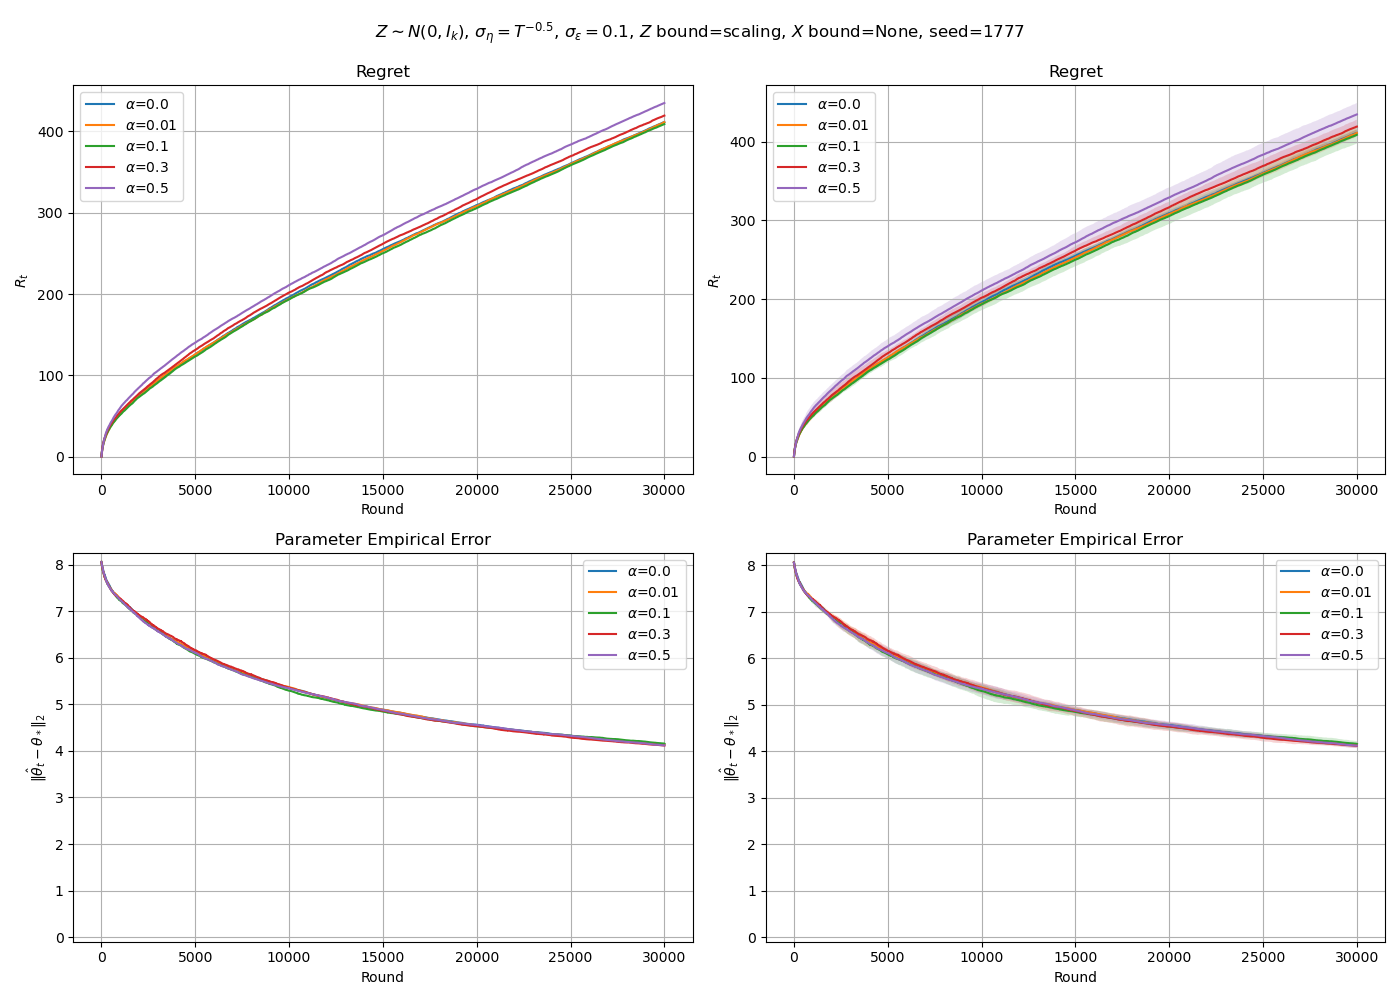 Z ∼ N(0, I_k), σ_η = T^{−0.5}, σ_ε = 0.1, Z bound=scaling, X bound=None, seed=1777
Regret
α=0.0
α=0.01
α=0.1
α=0.3
α=0.5
400
300
200
100
0
R_t
0 5000 10000 15000 20000 25000 30000
Round
Regret
α=0.0
α=0.01
α=0.1
α=0.3
α=0.5
400
300
200
100
0
R_t
0 5000 10000 15000 20000 25000 30000
Round
Parameter Empirical Error
α=0.0
α=0.01
α=0.1
α=0.3
α=0.5
8
7
6
5
4
3
2
1
0
‖θ̂_t − θ_*‖_2
0 5000 10000 15000 20000 25000 30000
Round
Parameter Empirical Error
α=0.0
α=0.01
α=0.1
α=0.3
α=0.5
8
7
6
5
4
3
2
1
0
‖θ̂_t − θ_*‖_2
0 5000 10000 15000 20000 25000 30000
Round